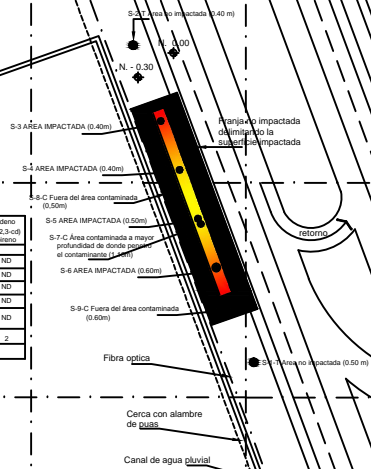 S-2-T Area no impactada (0.40 m)
N. 0.00
N. - 0.30
Franja no impactada
delimitando la
superficie impactada
S-3 AREA IMPACTADA (0.40m)
S-4 AREA IMPACTADA (0.40m)
S-8-C Fuera del área contaminada
(0,50m)
S-5 AREA IMPACTADA (0.50m)
S-7-C Área contaminada a mayor
profundidad de donde penetró
el contaminante (1.10m)
S-6 AREA IMPACTADA (0.60m)
S-9-C Fuera del área contaminada
(0.60m)
retorno
deno
2,3-cd)
ireno
ND
ND
ND
ND
ND
2
Fibra optica
S-1-T Area no impactada (0.50 m)
Cerca con alambre
de puas
Canal de agua pluvial